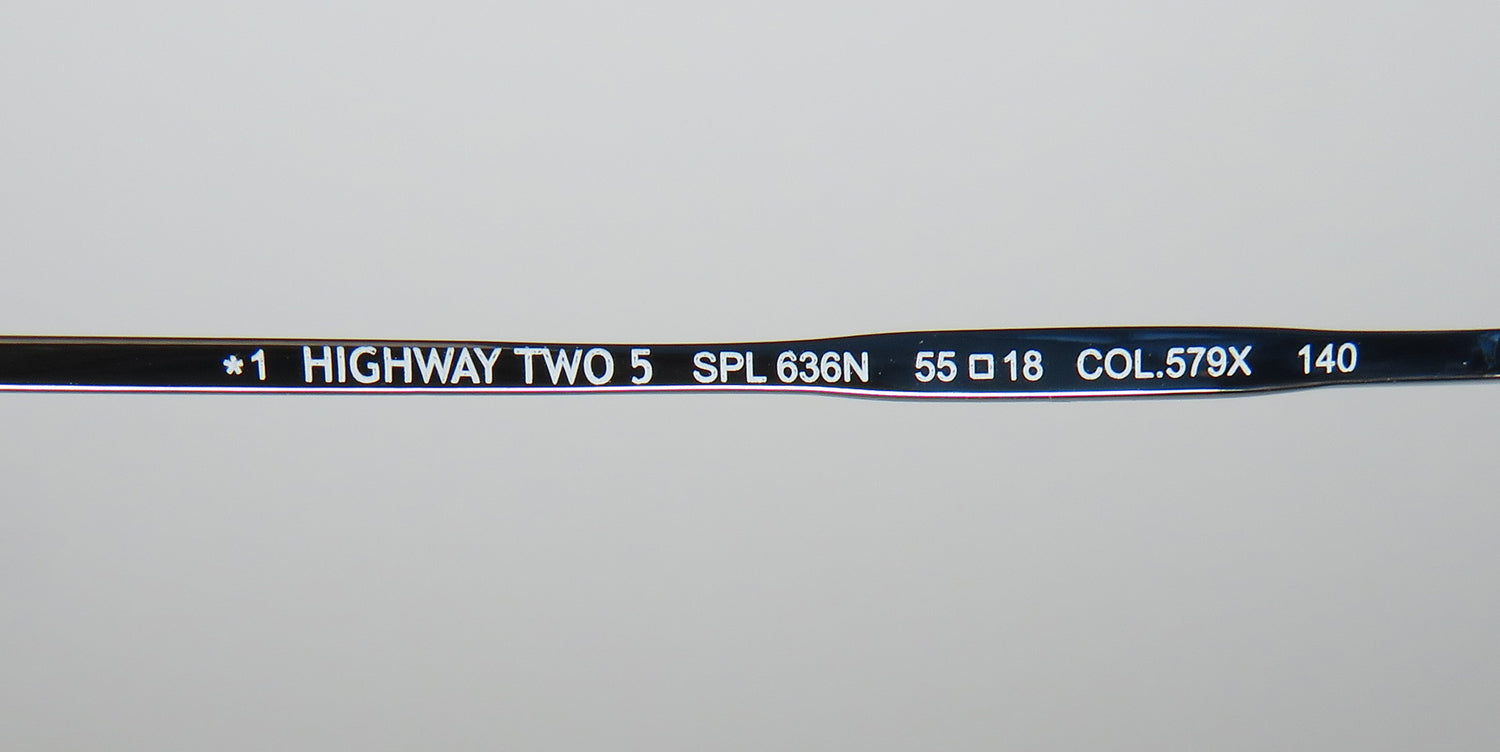 *1 HIGHWAY TWO 5 SPL 636N 55□18 COL.579X 140